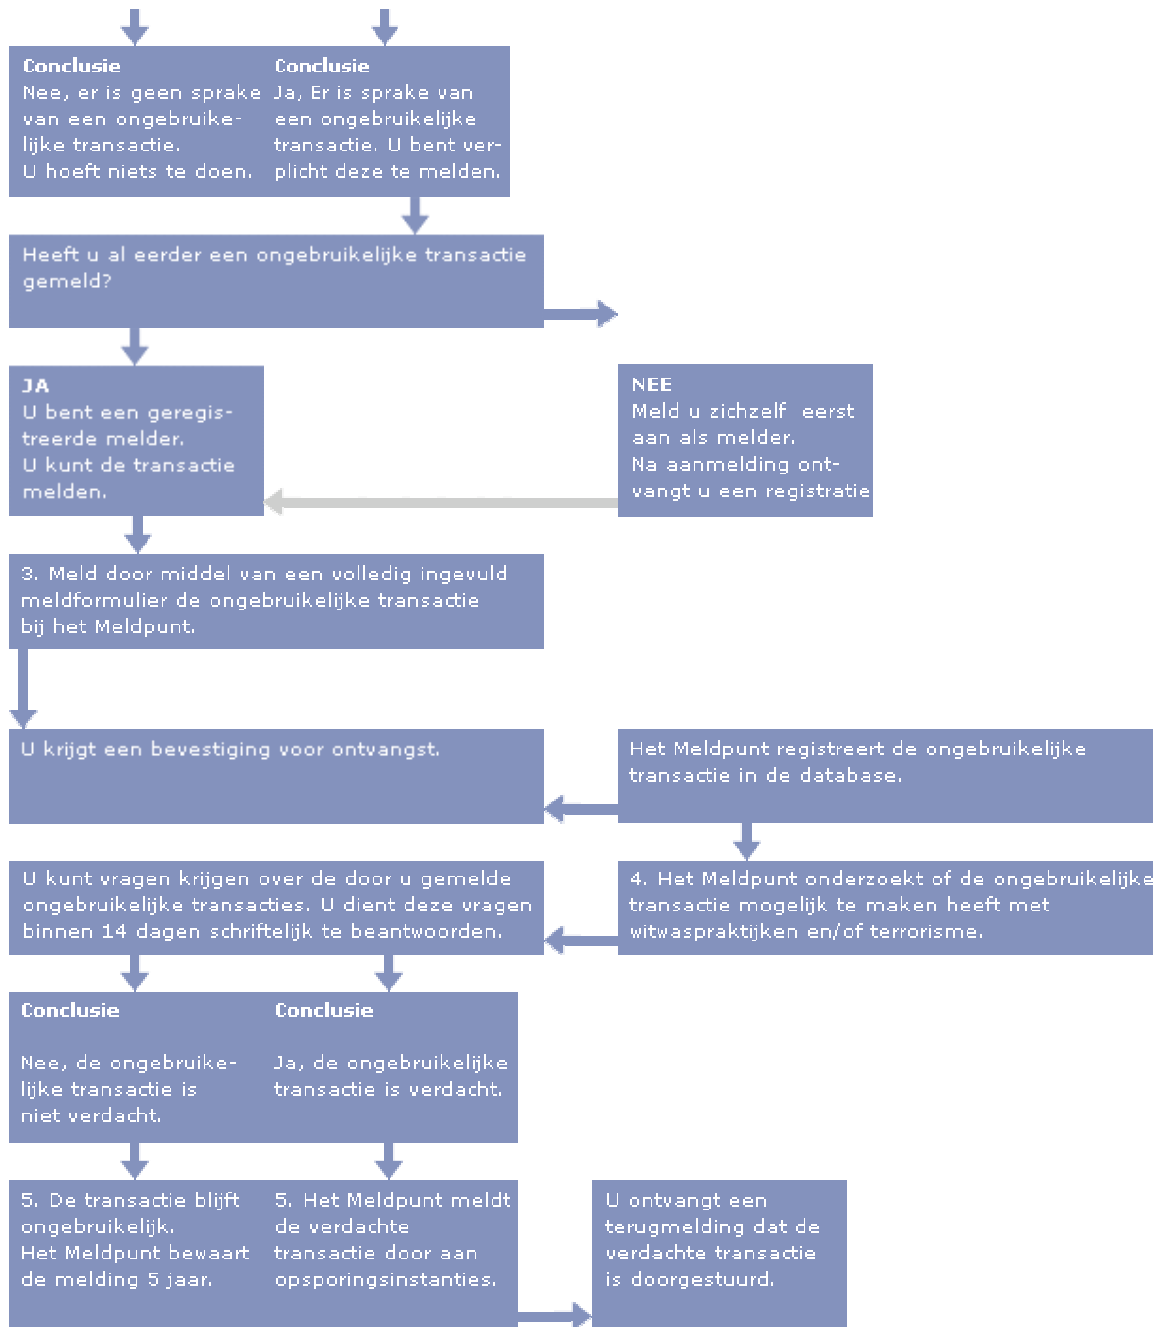 Conclusie
Nee, er is geen sprake
van een ongebruike-
lijke transactie.
U hoeft niets te doen.
Conclusie
Ja, Er is sprake van
een ongebruikelijke
transactie. U bent ver-
plicht deze te melden.
Heeft u al eerder een ongebruikelijke transactie
gemeld?
JA
U bent een geregis-
treerde melder.
U kunt de transactie
melden.
NEE
Meld u zichzelf eerst
aan als melder.
Na aanmelding ont-
vangt u een registratie
3. Meld door middel van een volledig ingevuld
meldformulier de ongebruikelijke transactie
bij het Meldpunt.
U krijgt een bevestiging voor ontvangst.
Het Meldpunt registreert de ongebruikelijke
transactie in de database.
U kunt vragen krijgen over de door u gemelde
ongebruikelijke transacties. U dient deze vragen
binnen 14 dagen schriftelijk te beantwoorden.
4. Het Meldpunt onderzoekt of de ongebruikelijke
transactie mogelijk te maken heeft met
witwaspraktijken en/of terrorisme.
Conclusie
Nee, de ongebruike-
lijke transactie is
niet verdacht.
Conclusie
Ja, de ongebruikelijke
transactie is verdacht.
5. De transactie blijft
ongebruikelijk.
Het Meldpunt bewaart
de melding 5 jaar.
5. Het Meldpunt meldt
de verdachte
transactie door aan
opsporingsinstanties.
U ontvangt een
terugmelding dat de
verdachte transactie
is doorgestuurd.